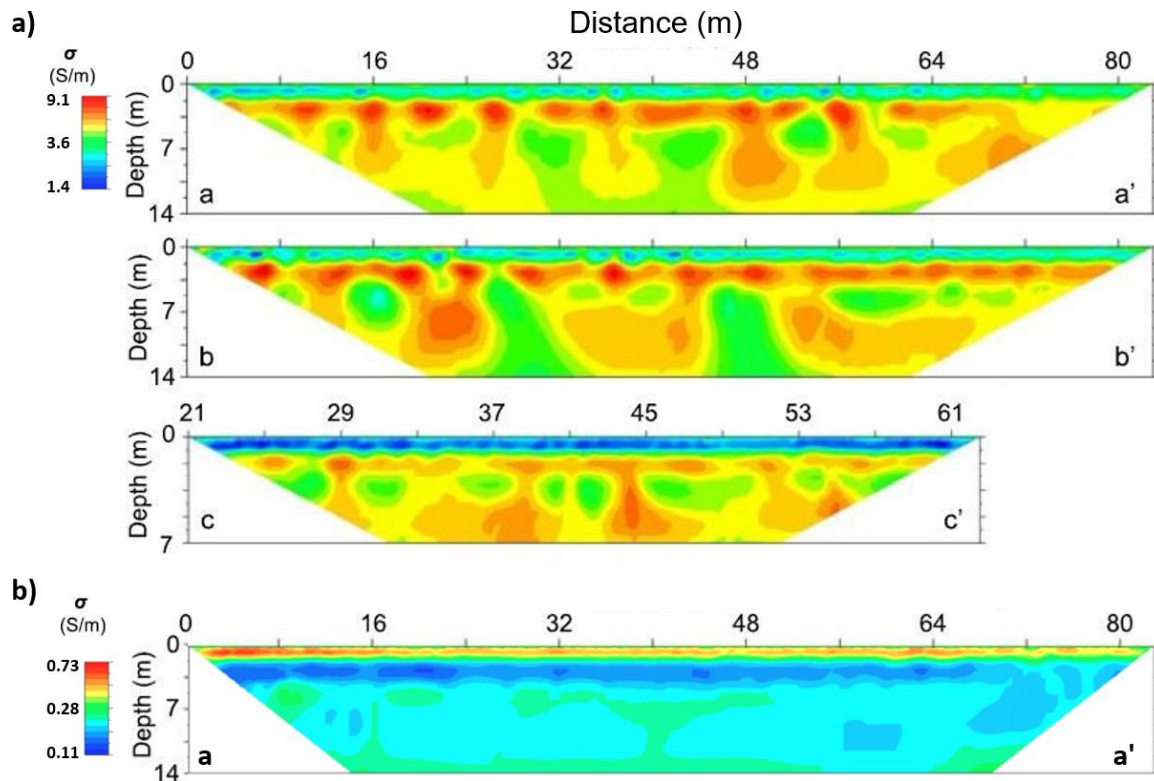 a)
Distance (m)
σ
(S/m)
9.1
3.6
1.4
0 16 32 48 64 80
Depth (m)
0
7
14
a a'
Depth (m)
0
7
14
b b'
21 29 37 45 53 61
Depth (m)
0
7
c c'
b)
σ
(S/m)
0.73
0.28
0.11
0 16 32 48 64 80
Depth (m)
0
7
14
a a'